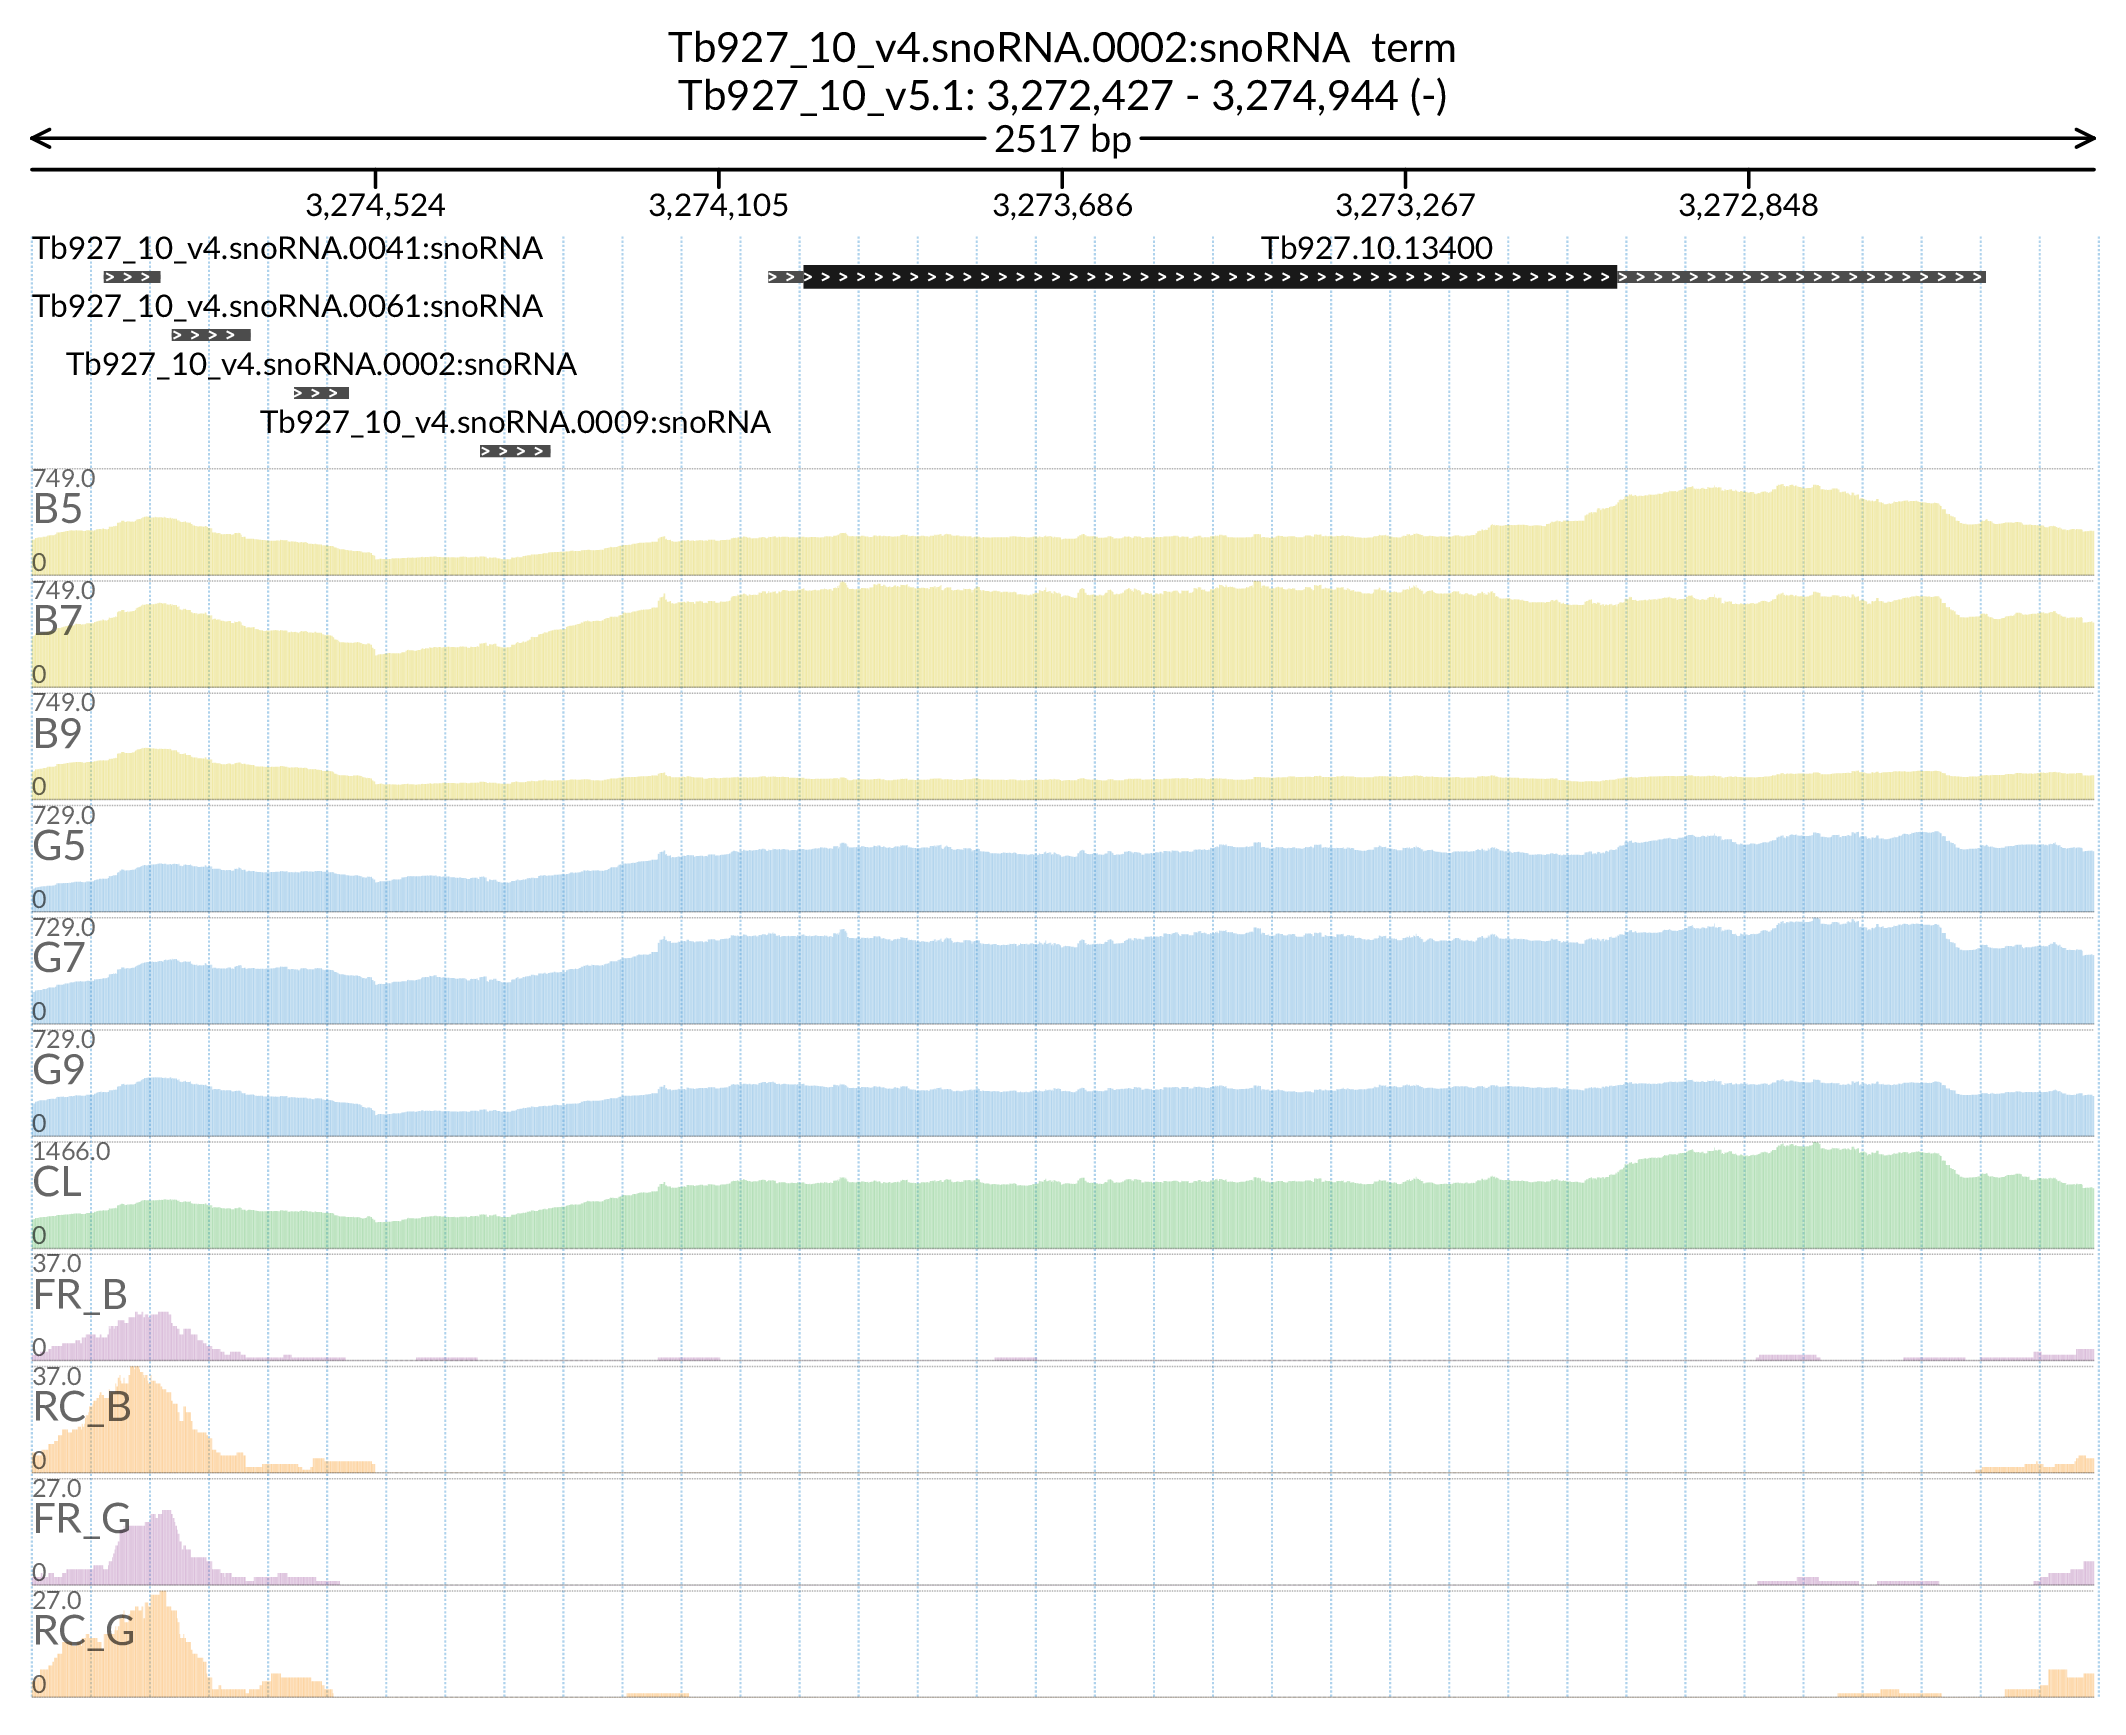 Tb927_10_v4.snoRNA.0002:snoRNA term
Tb927_10_v5.1: 3,272,427 - 3,274,944 (-)
2517 bp
3,274,524 3,274,105 3,273,686 3,273,267 3,272,848
Tb927_10_v4.snoRNA.0041:snoRNA Tb927.10.13400
Tb927_10_v4.snoRNA.0061:snoRNA
Tb927_10_v4.snoRNA.0002:snoRNA
Tb927_10_v4.snoRNA.0009:snoRNA
749.0
B5
0
749.0
B7
0
749.0
B9
0
729.0
G5
0
729.0
G7
0
729.0
G9
0
1466.0
CL
0
37.0
FR_B
0
37.0
RC_B
0
27.0
FR_G
0
27.0
RC_G
0